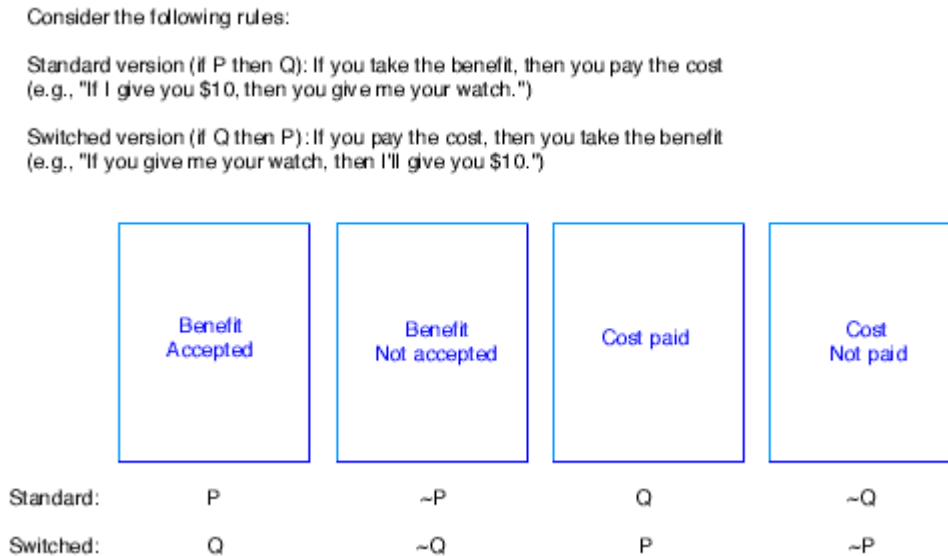 Consider the following rules:
Standard version (if P then Q): If you take the benefit, then you pay the cost
(e.g., "If I give you $10, then you give me your watch.")
Switched version (if Q then P): If you pay the cost, then you take the benefit
(e.g., "If you give me your watch, then I'll give you $10.")
Benefit
Accepted
Benefit
Not accepted
Cost paid
Cost
Not paid
Standard: P ~P Q ~Q
Switched: Q ~Q P ~P